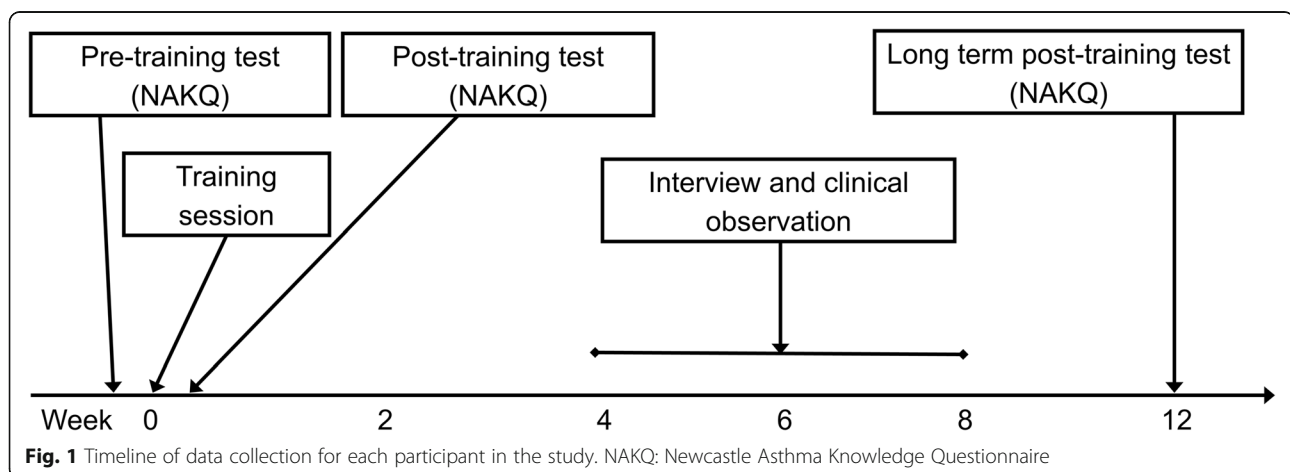 Pre-training test
(NAKQ)
Post-training test
(NAKQ)
Long term post-training test
(NAKQ)
Training
session
Interview and clinical
observation
Week 0 2 4 6 8 12
Fig. 1 Timeline of data collection for each participant in the study. NAKQ: Newcastle Asthma Knowledge Questionnaire